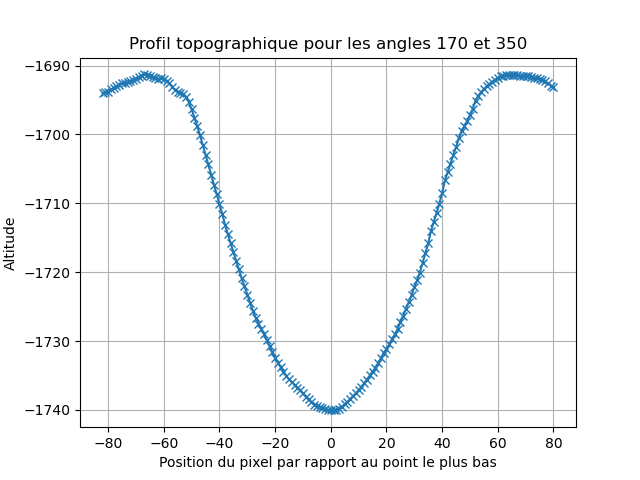 Profil topographique pour les angles 170 et 350
−1690
−1700
−1710
−1720
−1730
−1740
Altitude
−80 −60 −40 −20 0 20 40 60 80
Position du pixel par rapport au point le plus bas